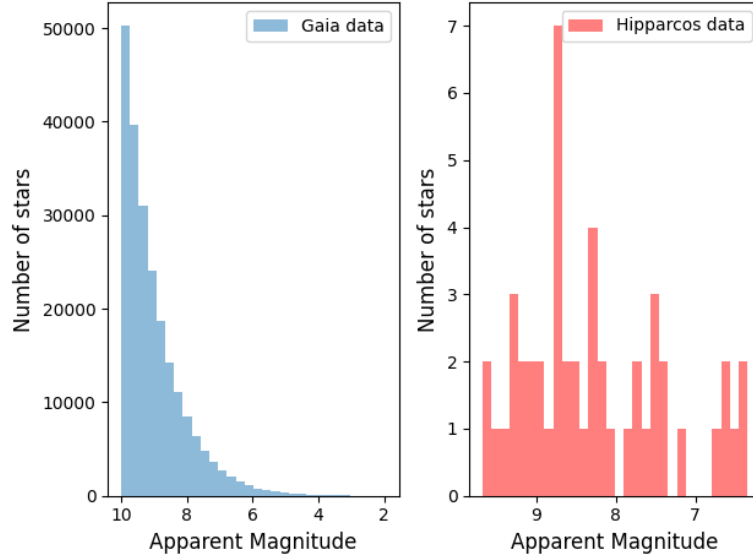 Gaia data
50000
40000
30000
20000
10000
0
Number of stars
10 8 6 4 2
Apparent Magnitude
Hipparcos data
7
6
5
4
3
2
1
0
Number of stars
9 8 7
Apparent Magnitude